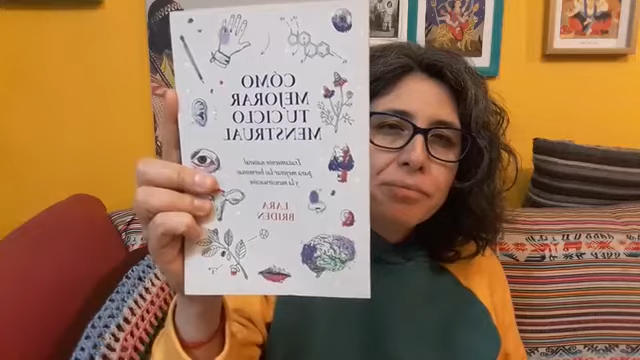 CÓMO
MEJORAR
TU CICLO
MENSTRUAL
Tratamiento natural
para mejorar las hormonas
y la menstruación
LARA
BRIDEN